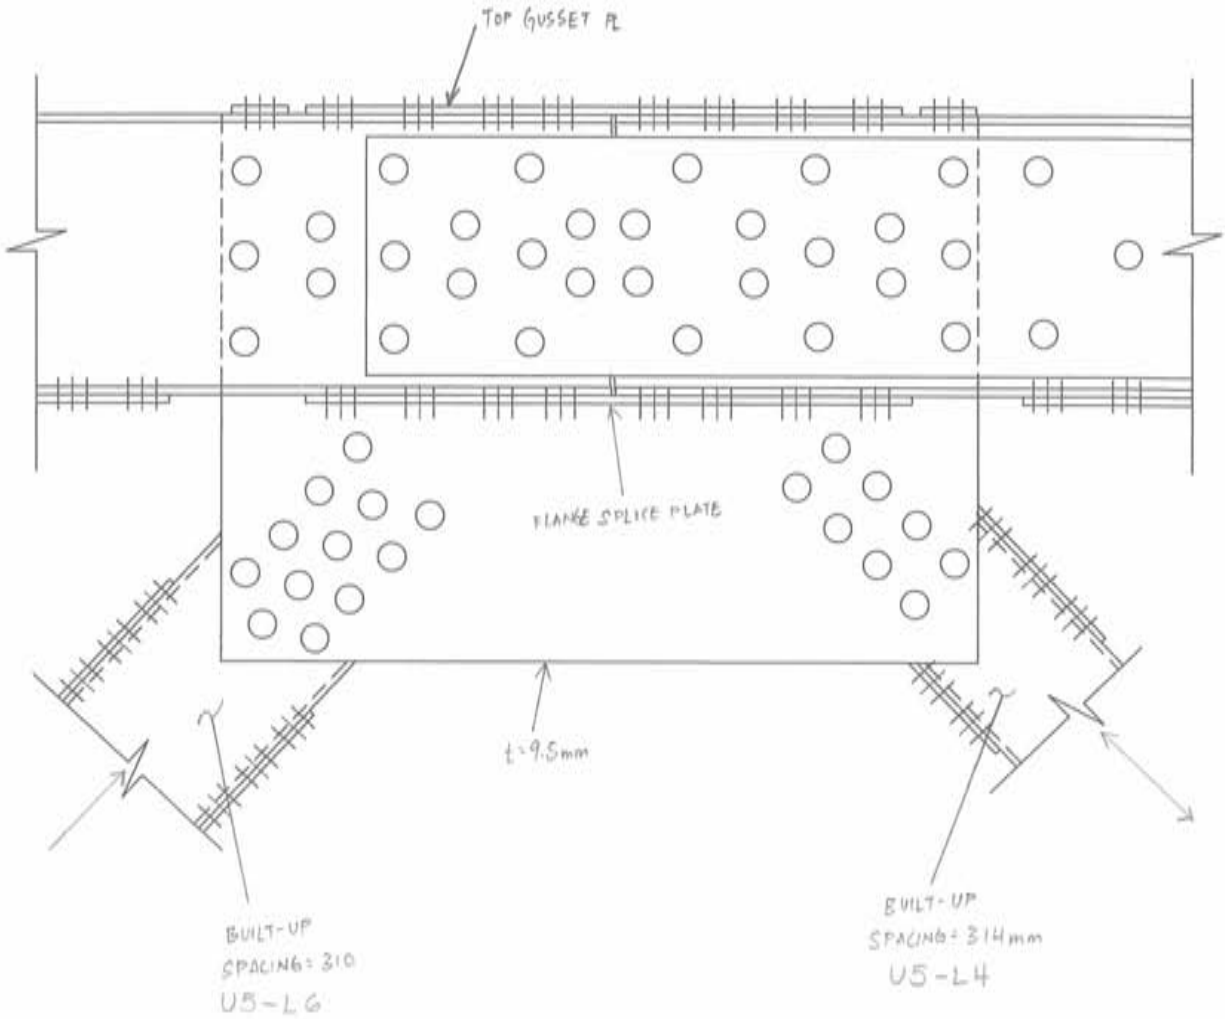 TOP GUSSET PL
FLANGE SPLICE PLATE
t=9.5mm
BUILT-UP
SPACING=310
U5-L6
BUILT-UP
SPACING=314mm
U5-L4